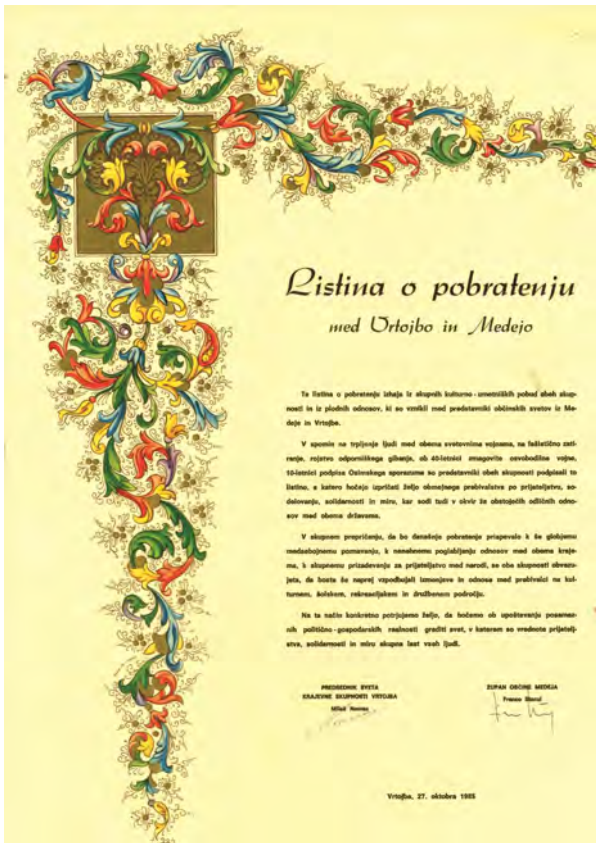 Listina o pobratenju
med Vrtojbo in Medejo
Ta listina o pobratenju izhaja iz skupnih kulturno-umetniških pobud obeh skup-
nosti in iz plodnih odnosov, ki so vznikli med predstavniki občinskih svetov iz Me-
deje in Vrtojbe.
V spomin na trpljenje ljudi med obema svetovnima vojnama, na fašistično zati-
ranje, rojstvo odporniškega gibanja, ob 40-letnici zmagovite osvobodilne vojne,
10-letnici podpisa Osimskega sporazuma so predstavniki obeh skupnosti podpisali to
listino, s katero hočejo izpričati željo obmejnega prebivalstva po prijateljstvu, so-
delovanju, solidarnosti in miru, kar sodi tudi v okvir že obstoječih odličnih odno-
sov med obema državama.
V skupnem prepričanju, da bo današnje pobratenje prispevalo k še globjemu
medsebojnemu poznavanju, k nenehnemu poglabljanju odnosov med obema kraje-
ma, k skupnemu prizadevanju za prijateljstvo med narodi, se obe skupnosti obvezu-
jeta, da bosta še naprej vzpodbujali izmenjave in odnose med prebivalci na kul-
turnem, šolskem, rekreacijskem in družbenem področju.
Na ta način konkretno potrjujemo željo, da hočemo ob upoštevanju posamez-
nih politično-gospodarskih realnosti graditi svet, v katerem so vrednote prijatelj-
stva, solidarnosti in miru skupna last vseh ljudi.
PREDSEDNIK SVETA
KRAJEVNE SKUPNOSTI VRTOJBA
ŽUPAN OBČINE MEDEJA
Vrtojba, 27. oktobra 1985